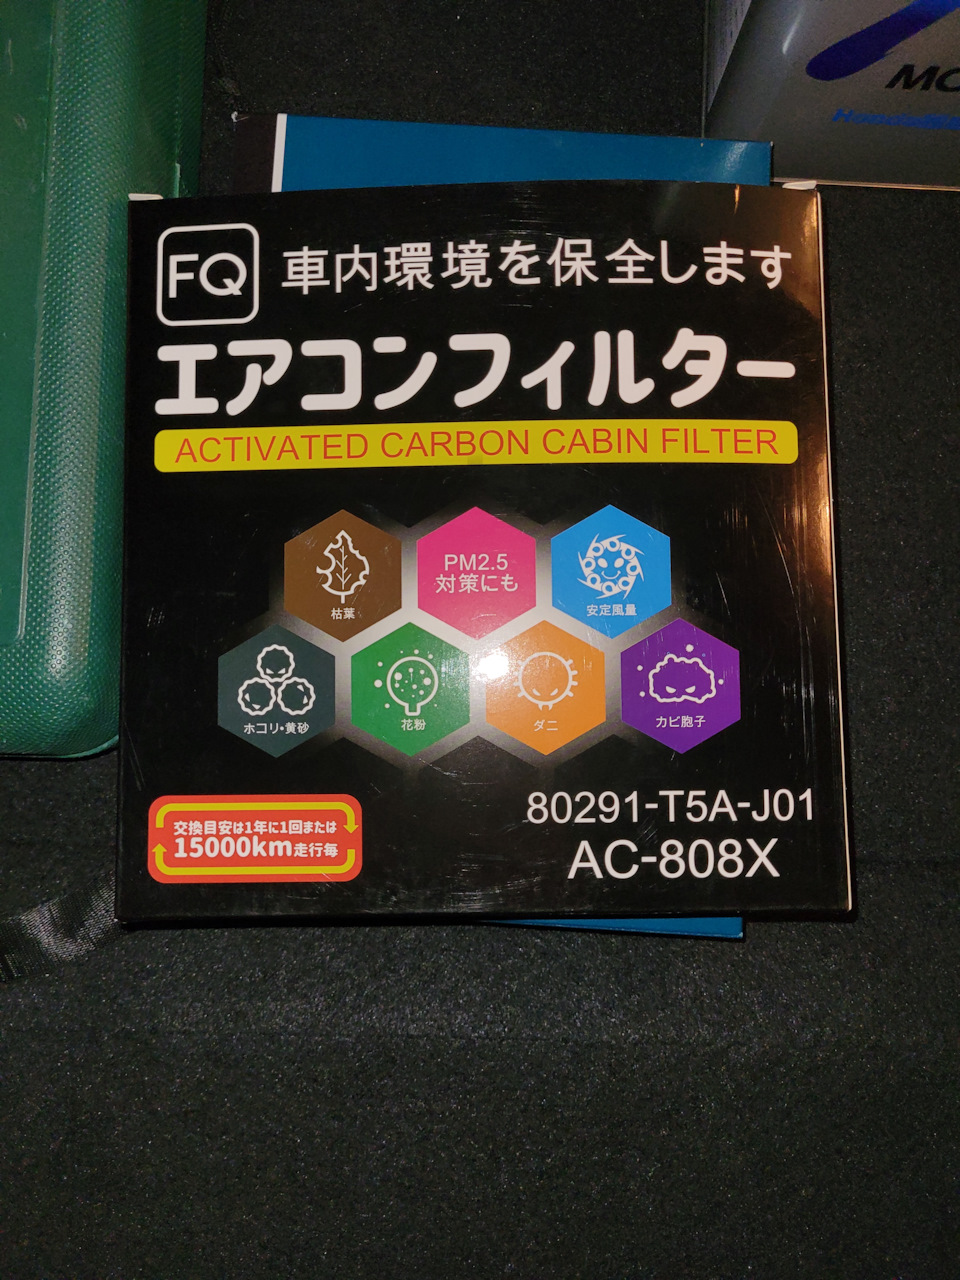 FQ
車内環境を保全します
エアコンフィルター
ACTIVATED CARBON CABIN FILTER
枯葉
PM2.5
対策にも
安定風量
ホコリ・黄砂
花粉
ダニ
カビ胞子
交換目安は1年に1回または
15000km走行毎
80291-T5A-J01
AC-808X